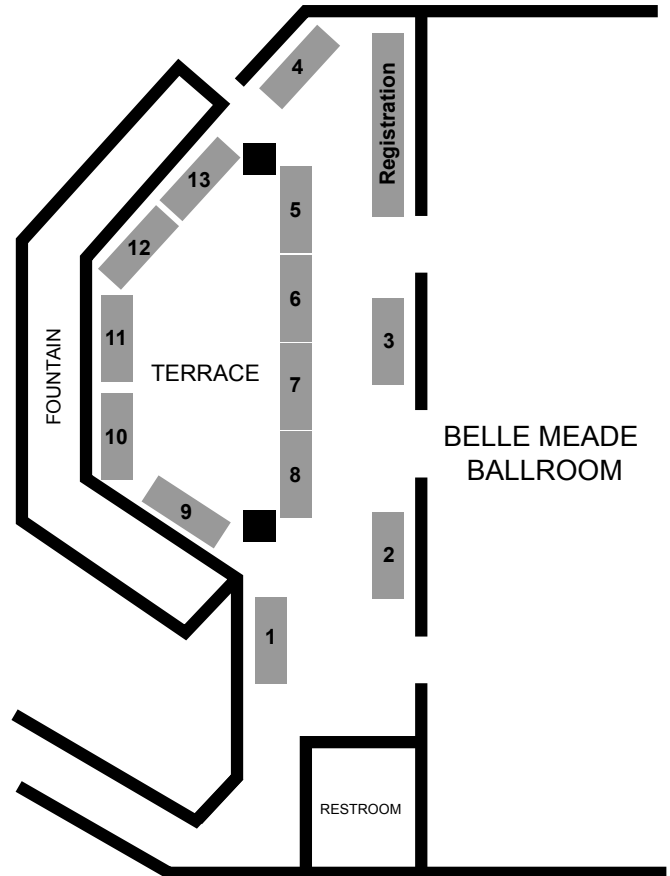 4
Registration
13
5
12
6
11
3
FOUNTAIN
TERRACE
7
10
BELLE MEADE
BALLROOM
8
9
2
1
RESTROOM